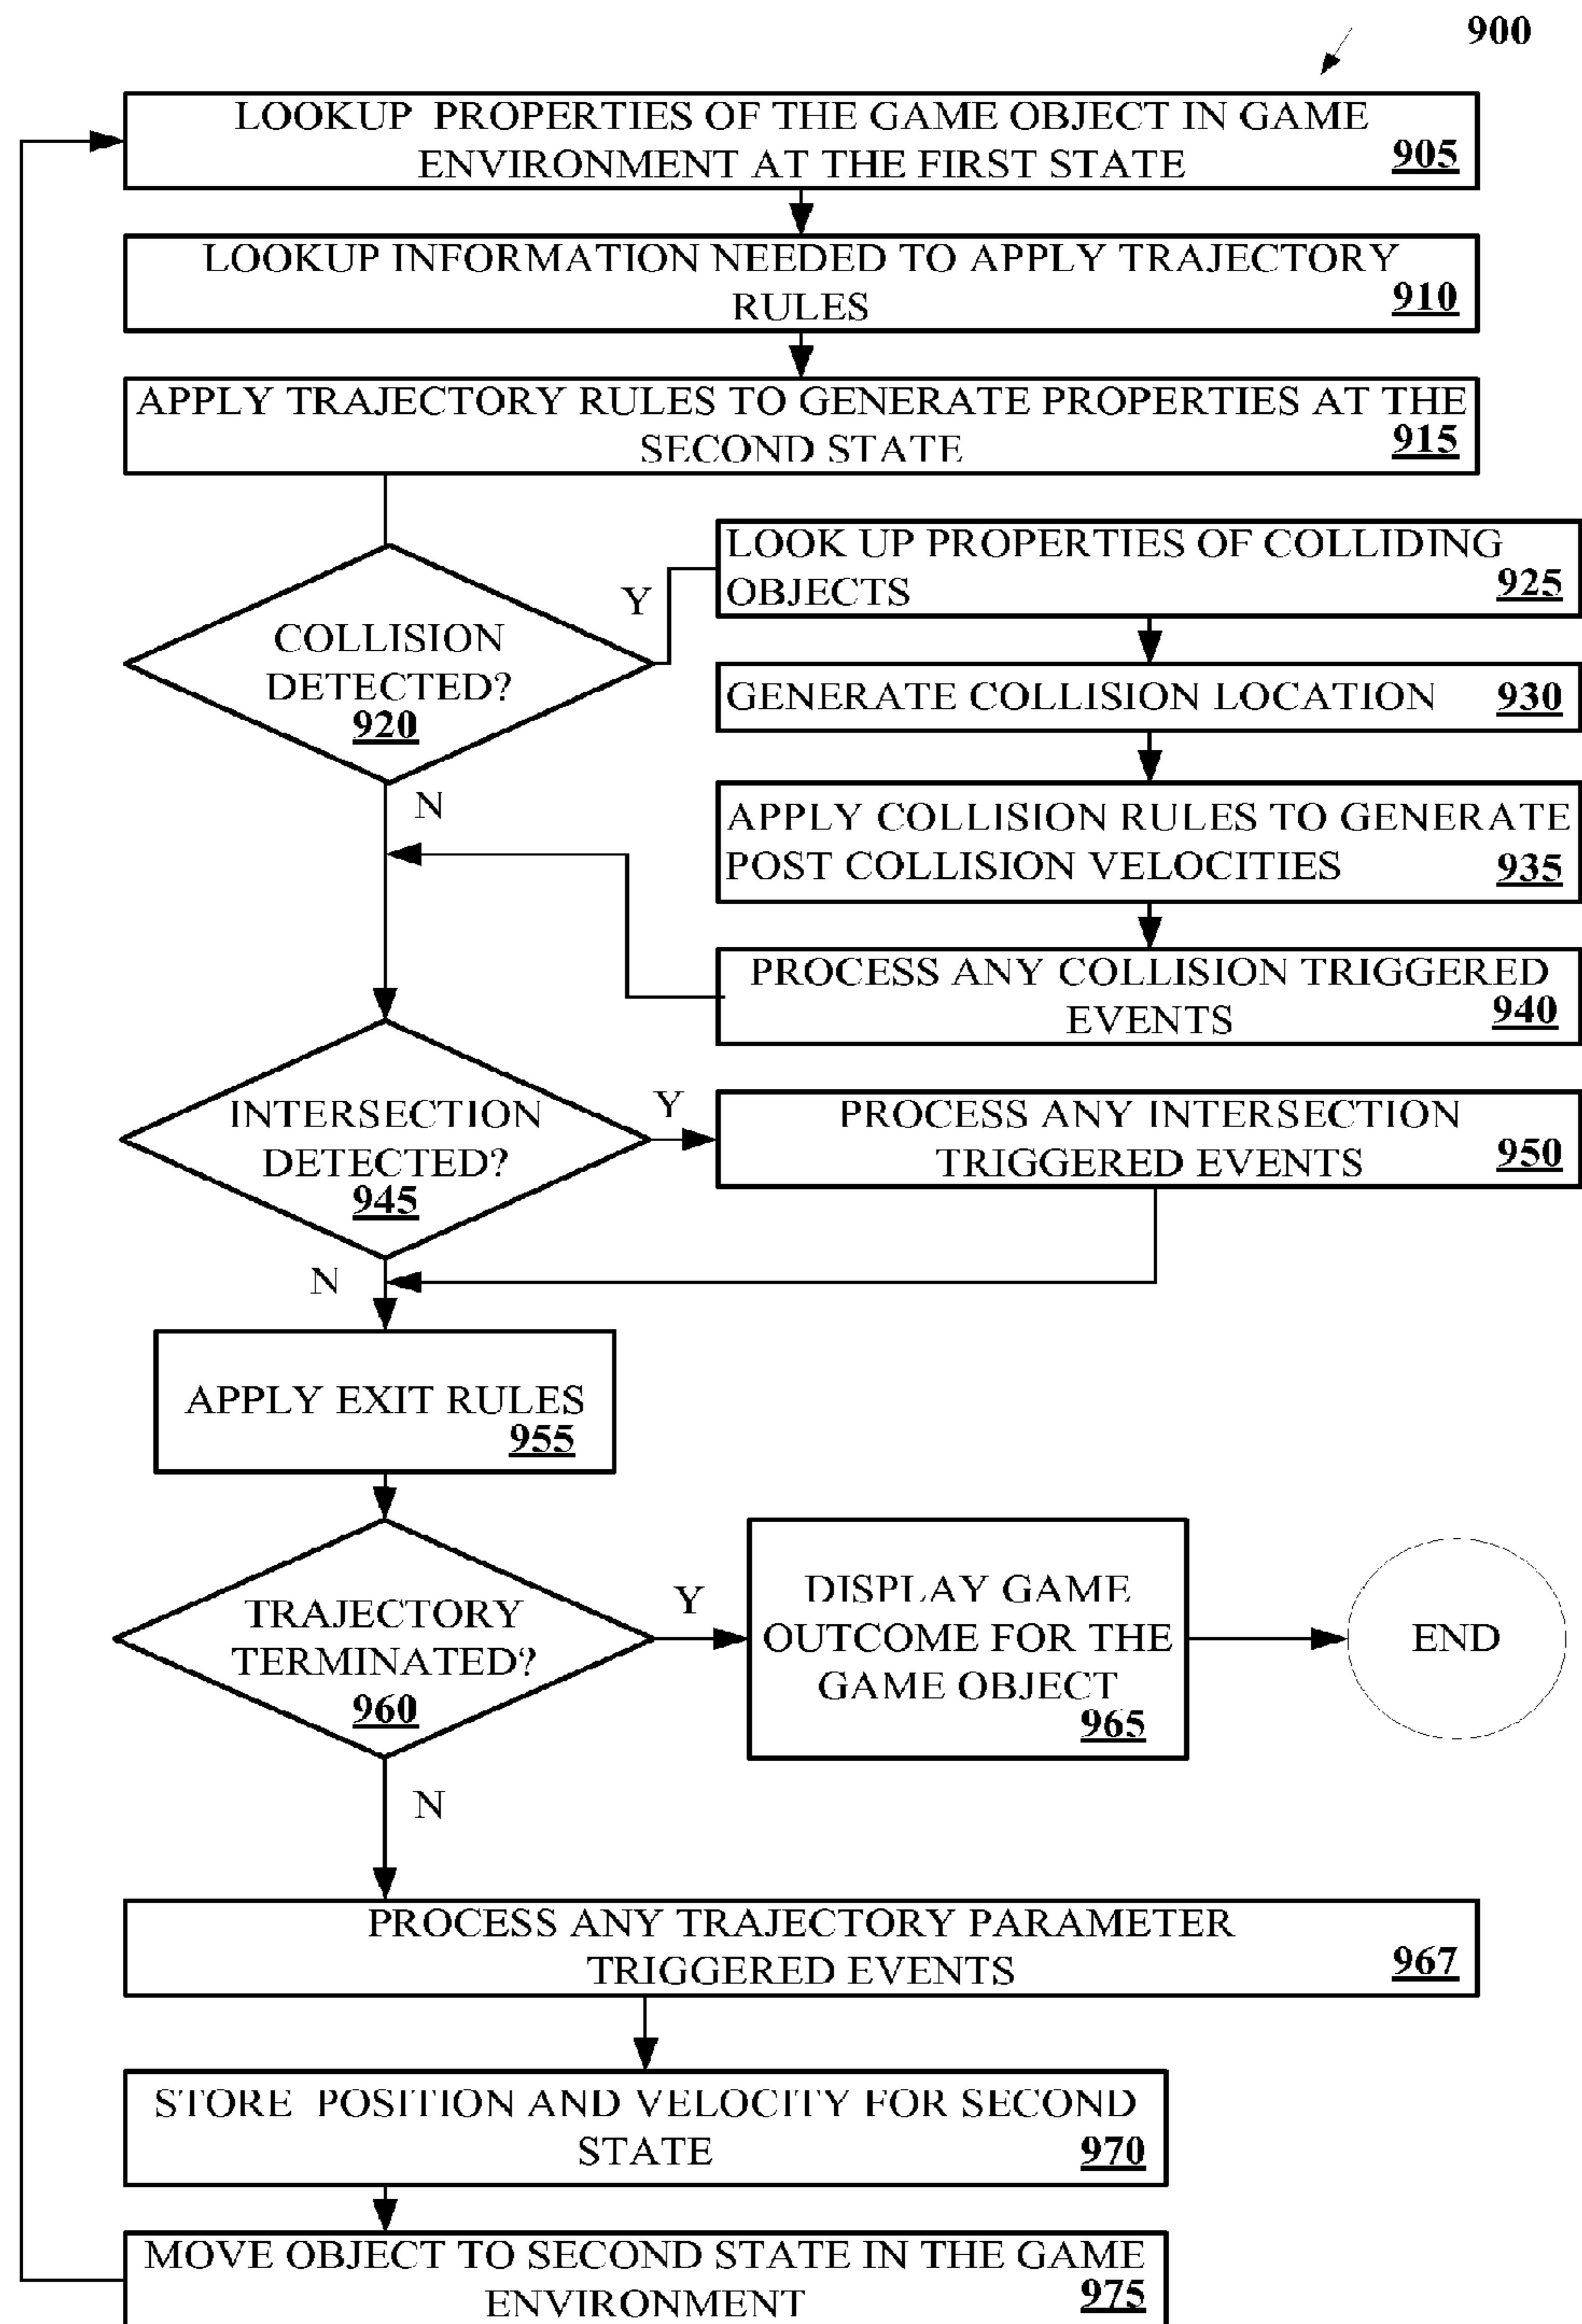 900
LOOKUP PROPERTIES OF THE GAME OBJECT IN GAME
ENVIRONMENT AT THE FIRST STATE
905
LOOKUP INFORMATION NEEDED TO APPLY TRAJECTORY
RULES
910
APPLY TRAJECTORY RULES TO GENERATE PROPERTIES AT THE
SECOND STATE
915
COLLISION
DETECTED?
920
Y
N
LOOK UP PROPERTIES OF COLLIDING
OBJECTS
925
GENERATE COLLISION LOCATION 930
APPLY COLLISION RULES TO GENERATE
POST COLLISION VELOCITIES 935
PROCESS ANY COLLISION TRIGGERED
EVENTS
940
INTERSECTION
DETECTED?
945
Y
N
PROCESS ANY INTERSECTION
TRIGGERED EVENTS
950
APPLY EXIT RULES
955
TRAJECTORY
TERMINATED?
960
Y
N
DISPLAY GAME
OUTCOME FOR THE
GAME OBJECT
965
END
PROCESS ANY TRAJECTORY PARAMETER
TRIGGERED EVENTS
967
STORE POSITION AND VELOCITY FOR SECOND
STATE
970
MOVE OBJECT TO SECOND STATE IN THE GAME
ENVIRONMENT
975